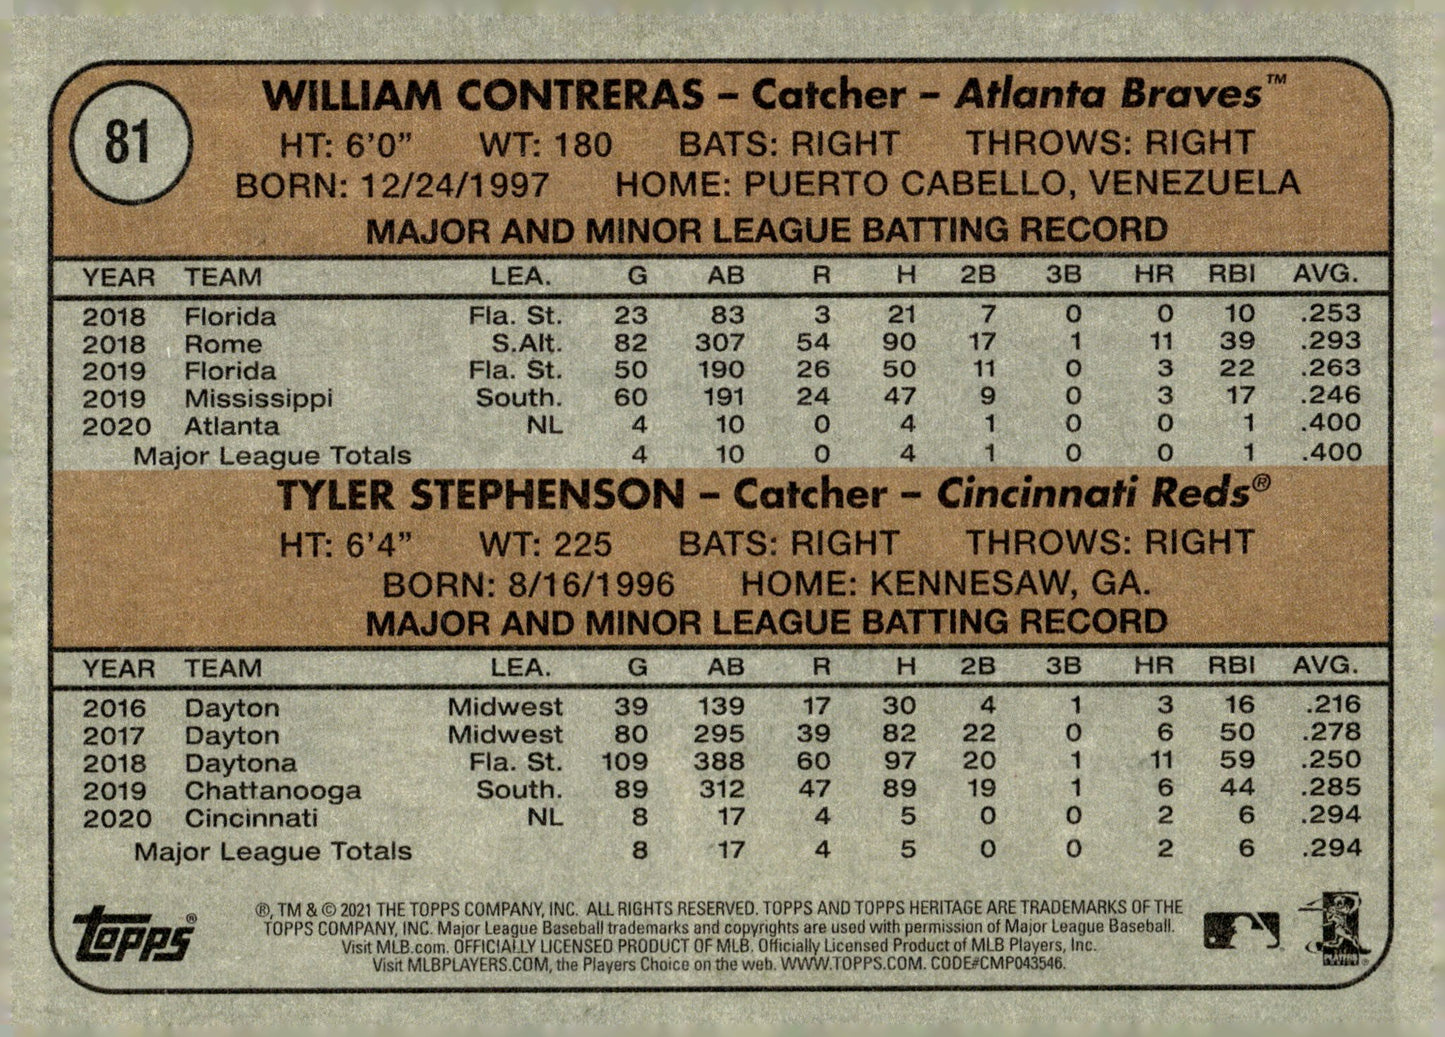 81
WILLIAM CONTRERAS – Catcher – Atlanta Braves™
HT: 6'0" WT: 180 BATS: RIGHT THROWS: RIGHT
BORN: 12/24/1997 HOME: PUERTO CABELLO, VENEZUELA
MAJOR AND MINOR LEAGUE BATTING RECORD
YEAR TEAM LEA. G AB R H 2B 3B HR RBI AVG.
2018 Florida Fla. St. 23 83 3 21 7 0 0 10 .253
2018 Rome S.Alt. 82 307 54 90 17 1 11 39 .293
2019 Florida Fla. St. 50 190 26 50 11 0 3 22 .263
2019 Mississippi South. 60 191 24 47 9 0 3 17 .246
2020 Atlanta NL 4 10 0 4 1 0 0 1 .400
Major League Totals 4 10 0 4 1 0 0 1 .400
TYLER STEPHENSON – Catcher – Cincinnati Reds®
HT: 6'4" WT: 225 BATS: RIGHT THROWS: RIGHT
BORN: 8/16/1996 HOME: KENNESAW, GA.
MAJOR AND MINOR LEAGUE BATTING RECORD
YEAR TEAM LEA. G AB R H 2B 3B HR RBI AVG.
2016 Dayton Midwest 39 139 17 30 4 1 3 16 .216
2017 Dayton Midwest 80 295 39 82 22 0 6 50 .278
2018 Daytona Fla. St. 109 388 60 97 20 1 11 59 .250
2019 Chattanooga South. 89 312 47 89 19 1 6 44 .285
2020 Cincinnati NL 8 17 4 5 0 0 2 6 .294
Major League Totals 8 17 4 5 0 0 2 6 .294
Topps®
®, TM & © 2021 THE TOPPS COMPANY, INC. ALL RIGHTS RESERVED. TOPPS AND TOPPS HERITAGE ARE TRADEMARKS OF THE
TOPPS COMPANY, INC. Major League Baseball trademarks and copyrights are used with permission of Major League Baseball.
Visit MLB.com. OFFICIALLY LICENSED PRODUCT OF MLB. Officially Licensed Product of MLB Players, Inc.
Visit MLBPLAYERS.COM, the Players Choice on the web. WWW.TOPPS.COM. CODE#CMP043546.